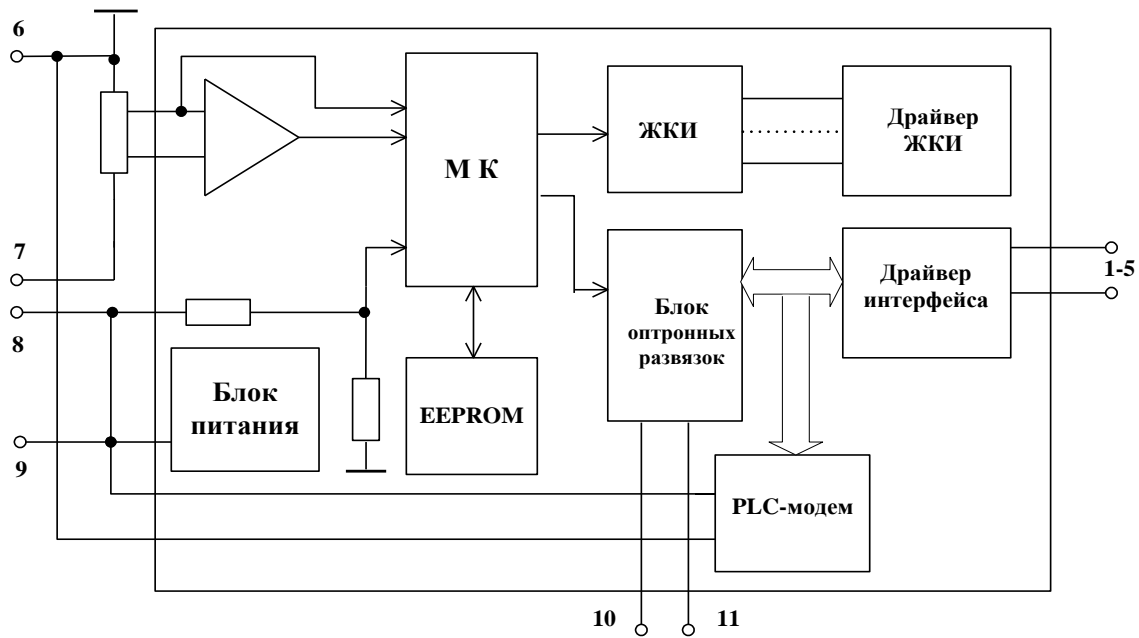 6
7
8
9
М К
ЖКИ
Драйвер
ЖКИ
Блок
оптронных
развязок
Драйвер
интерфейса
1-5
Блок
питания
EEPROM
PLC-модем
10
11